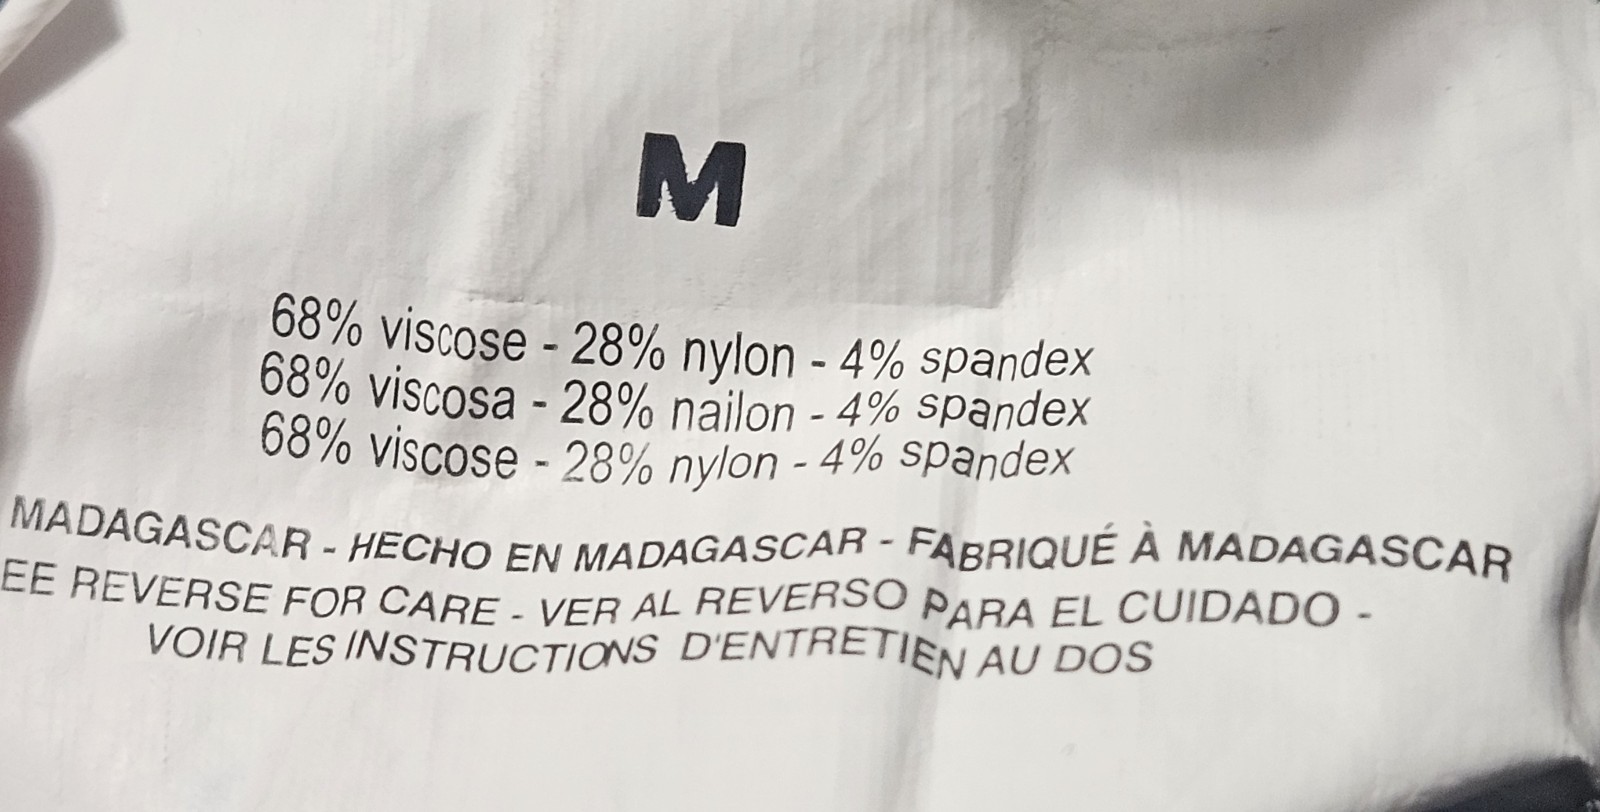 M
68% viscose - 28% nylon - 4% spandex
68% viscosa - 28% nailon - 4% spandex
68% viscose - 28% nylon - 4% spandex
MADAGASCAR - HECHO EN MADAGASCAR - FABRIQUÉ À MADAGASCAR
EE REVERSE FOR CARE - VER AL REVERSO PARA EL CUIDADO -
VOIR LES INSTRUCTIONS D'ENTRETIEN AU DOS